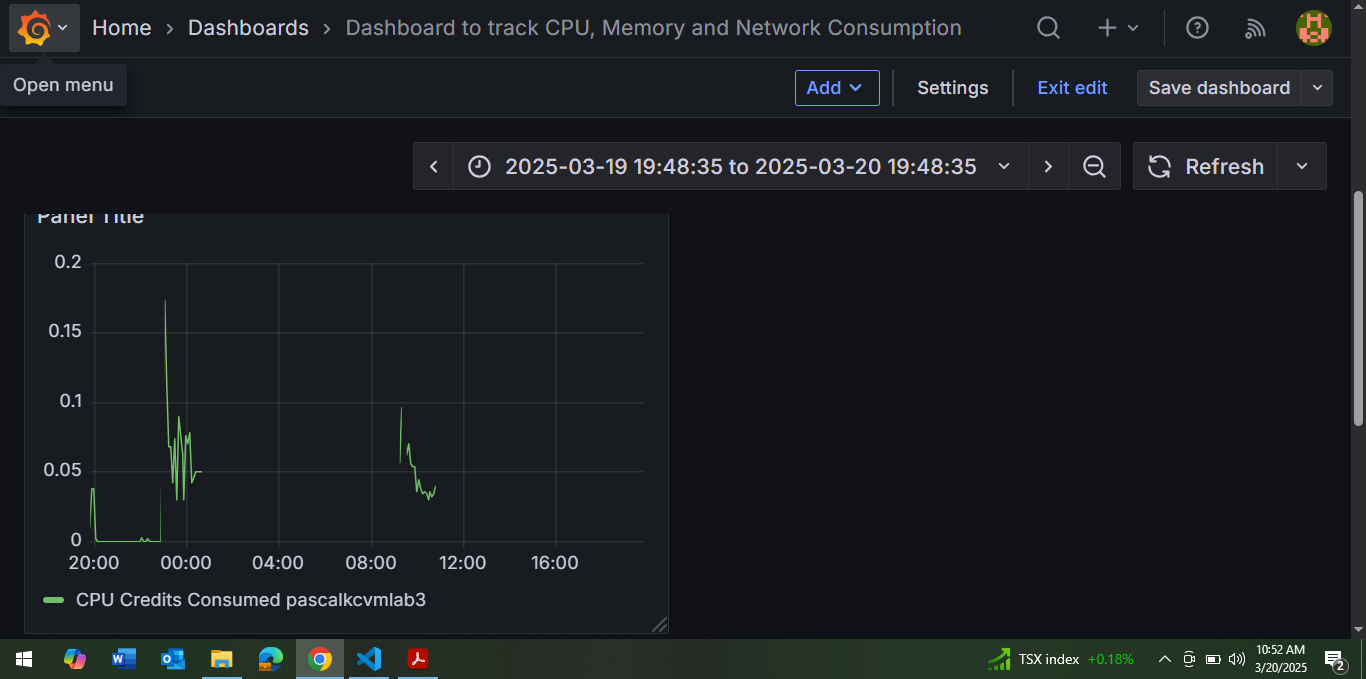 Home › Dashboards › Dashboard to track CPU, Memory and Network Consumption
Open menu
Add
Settings
Exit edit
Save dashboard
2025-03-19 19:48:35 to 2025-03-20 19:48:35
Refresh
Panel Title
0.2
0.15
0.1
0.05
0
20:00 00:00 04:00 08:00 12:00 16:00
CPU Credits Consumed pascalkcvmlab3
TSX index +0.18%
10:52 AM
3/20/2025
2